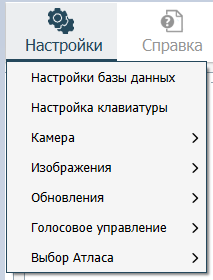 Настройки
Справка
Настройки базы данных
Настройка клавиатуры
Камера
Изображения
Обновления
Голосовое управление
Выбор Атласа